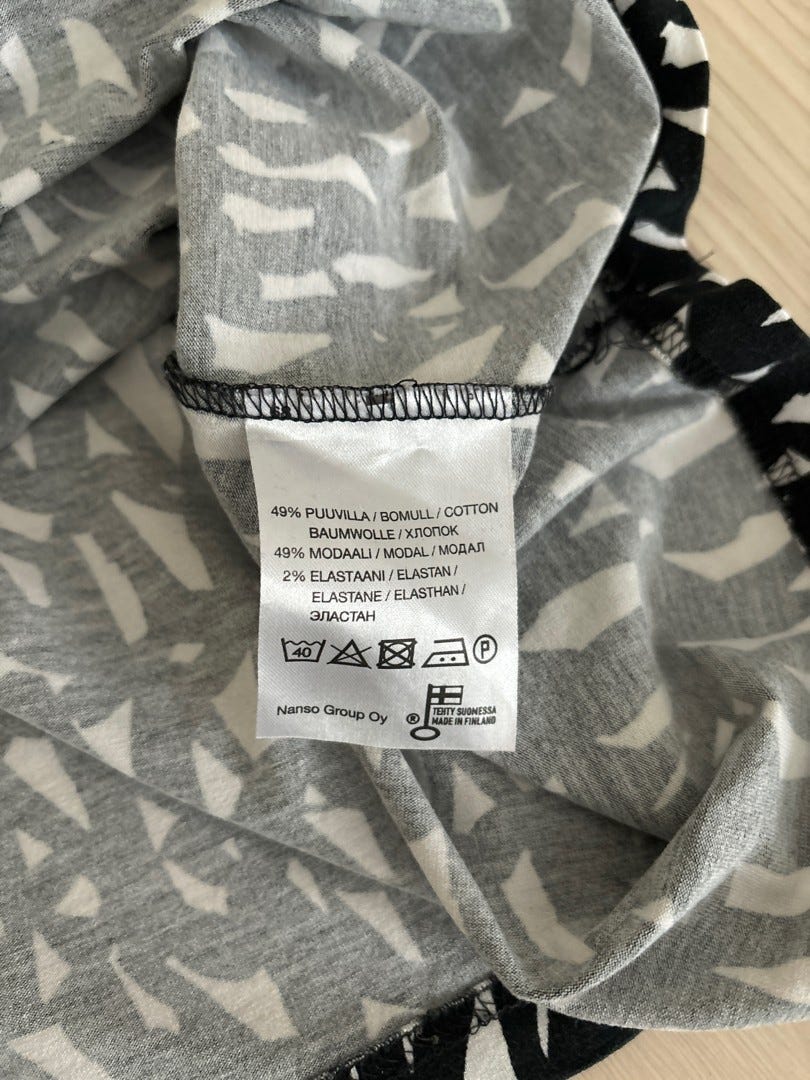 49% PUUVILLA / BOMULL / COTTON
BAUMWOLLE / ХЛОПОК
49% MODAALI / MODAL / МОДАЛ
2% ELASTAANI / ELASTAN /
ELASTANE / ELASTHAN /
ЭЛАСТАН
40 P
Nanso Group Oy
® TEHTY SUOMESSA
MADE IN FINLAND